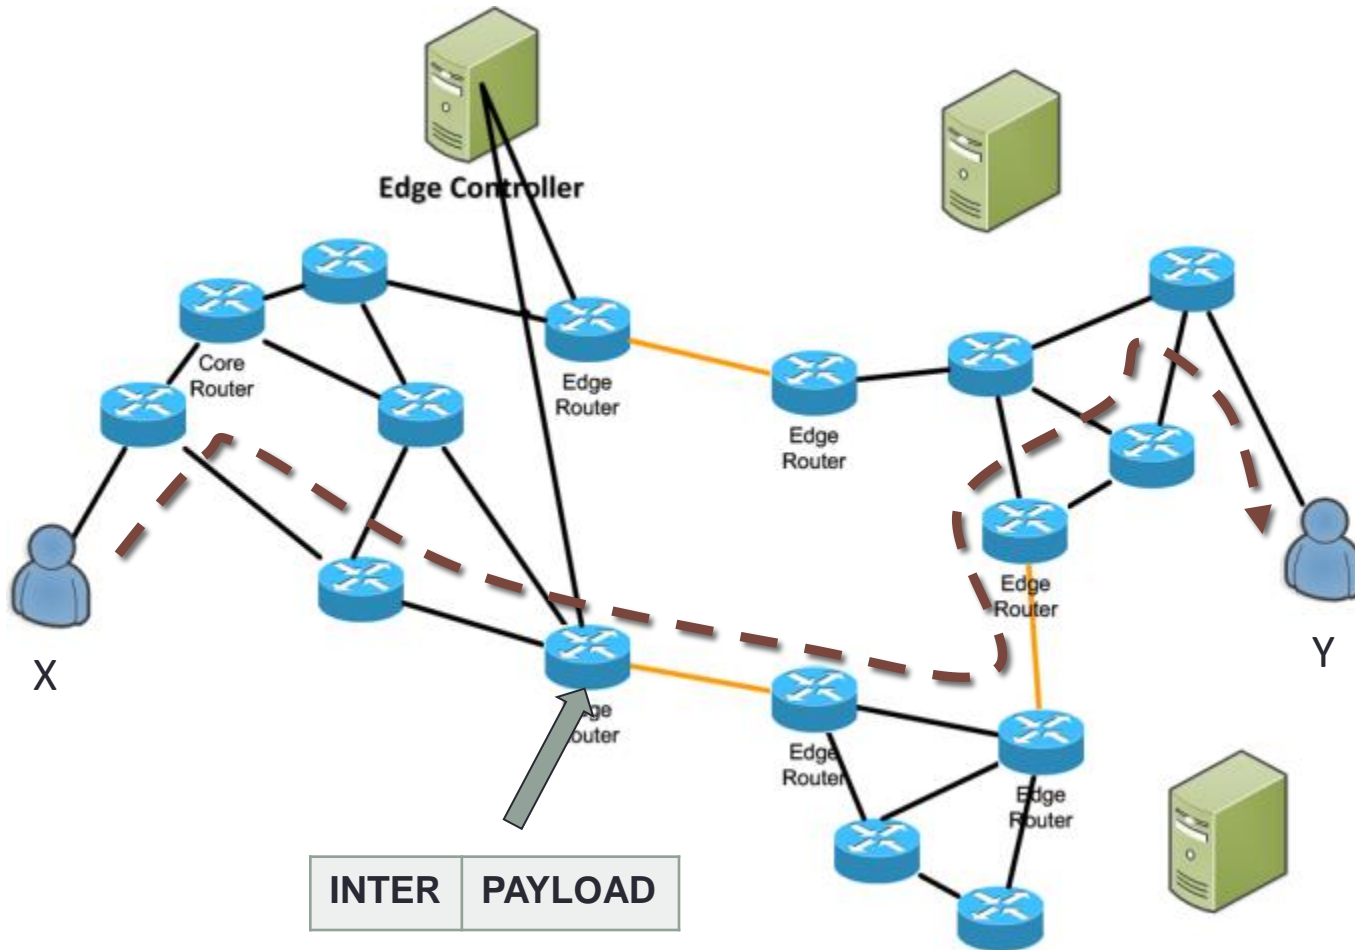 Edge Controller
Core
Router
Edge
Router
Edge
Router
Edge
Router
X
Y
Edge
Router
Edge
Router
INTER PAYLOAD